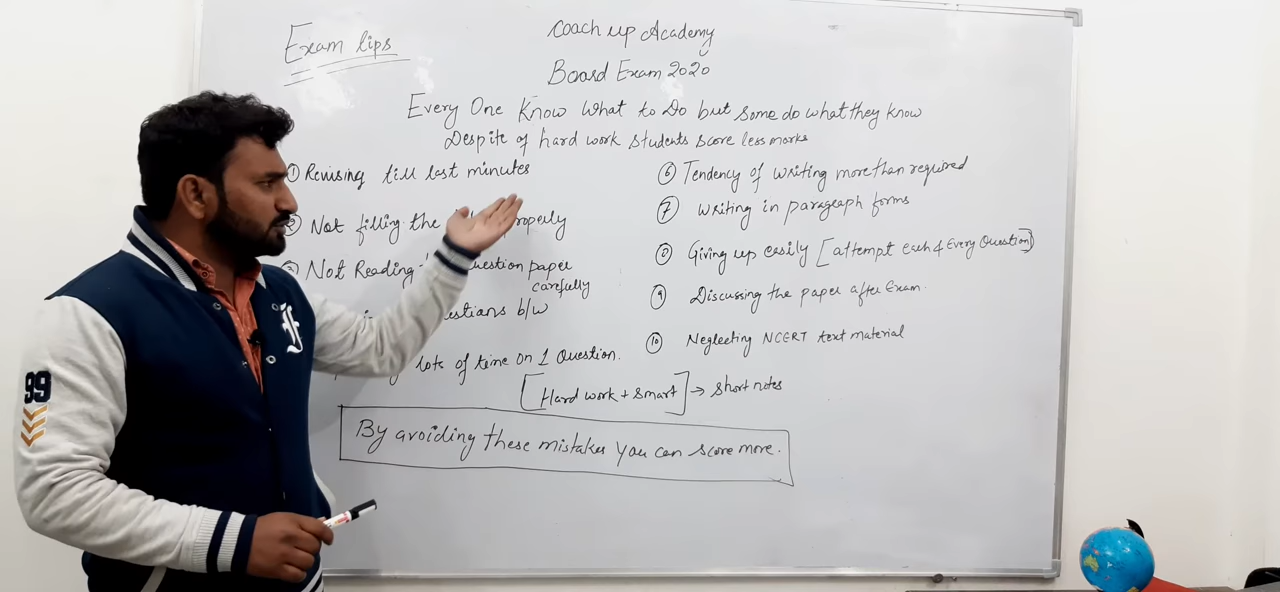 Exam Tips
Coach up Academy
Board Exam 2020
Every One Know What to Do but some do what they know
Despite of hard work students score less marks
① Revising till last minutes
② Not filling the properly
③ Not Reading question paper
carefully
b/w
lots of time on 1 Question.
⑥ Tendency of writing more than required
⑦ Writing in paragraph forms
⑧ Giving up easily [attempt each & Every Question]
⑨ Discussing the paper after Exam.
⑩ Neglecting NCERT text material
[Hard work + smart] → short notes
By avoiding these mistakes you can score more.
99